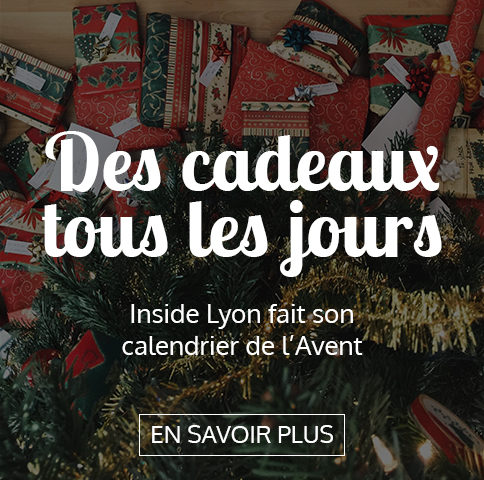 Des cadeaux
tous les jours
Inside Lyon fait son
calendrier de l’Avent
EN SAVOIR PLUS